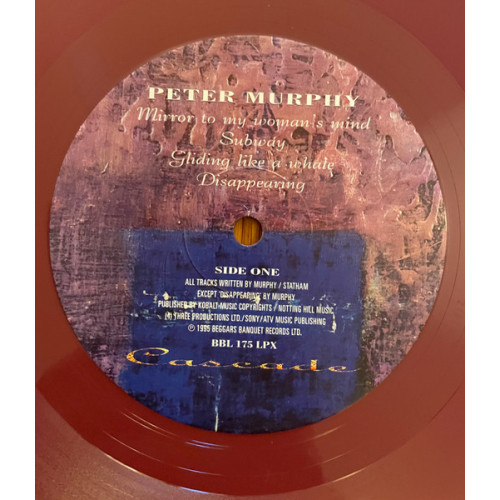 PETER MURPHY
Mirror to my woman's mind
Subway
Gliding like a whale
Disappearing
SIDE ONE
ALL TRACKS WRITTEN BY MURPHY / STATHAM
EXCEPT 'DISAPPEARING' BY MURPHY
PUBLISHED BY KOBALT MUSIC COPYRIGHTS / NOTTING HILL MUSIC
THREE PRODUCTIONS LTD./SONY/ATV MUSIC PUBLISHING
© 1995 BEGGARS BANQUET RECORDS LTD.
BBL 175 LPX
Cascade